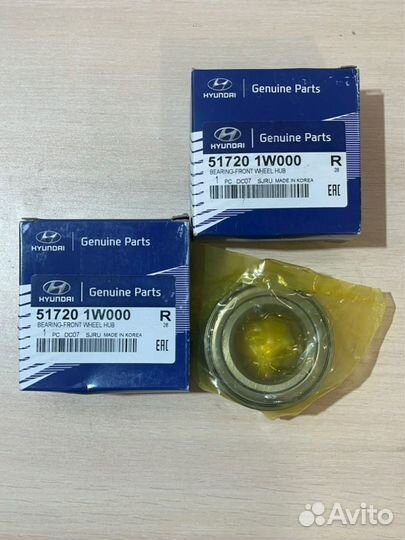 HYUNDAI Genuine Parts
HYUNDAI Genuine Parts
51720 1W000 R
BEARING-FRONT WHEEL HUB 28
1 PC DC07 SJRU MADE IN KOREA
EAC
HYUNDAI Genuine Parts
HYUNDAI Genuine Parts
51720 1W000 R
BEARING-FRONT WHEEL HUB 28
1 PC DC07 SJRU MADE IN KOREA
EAC
Avito